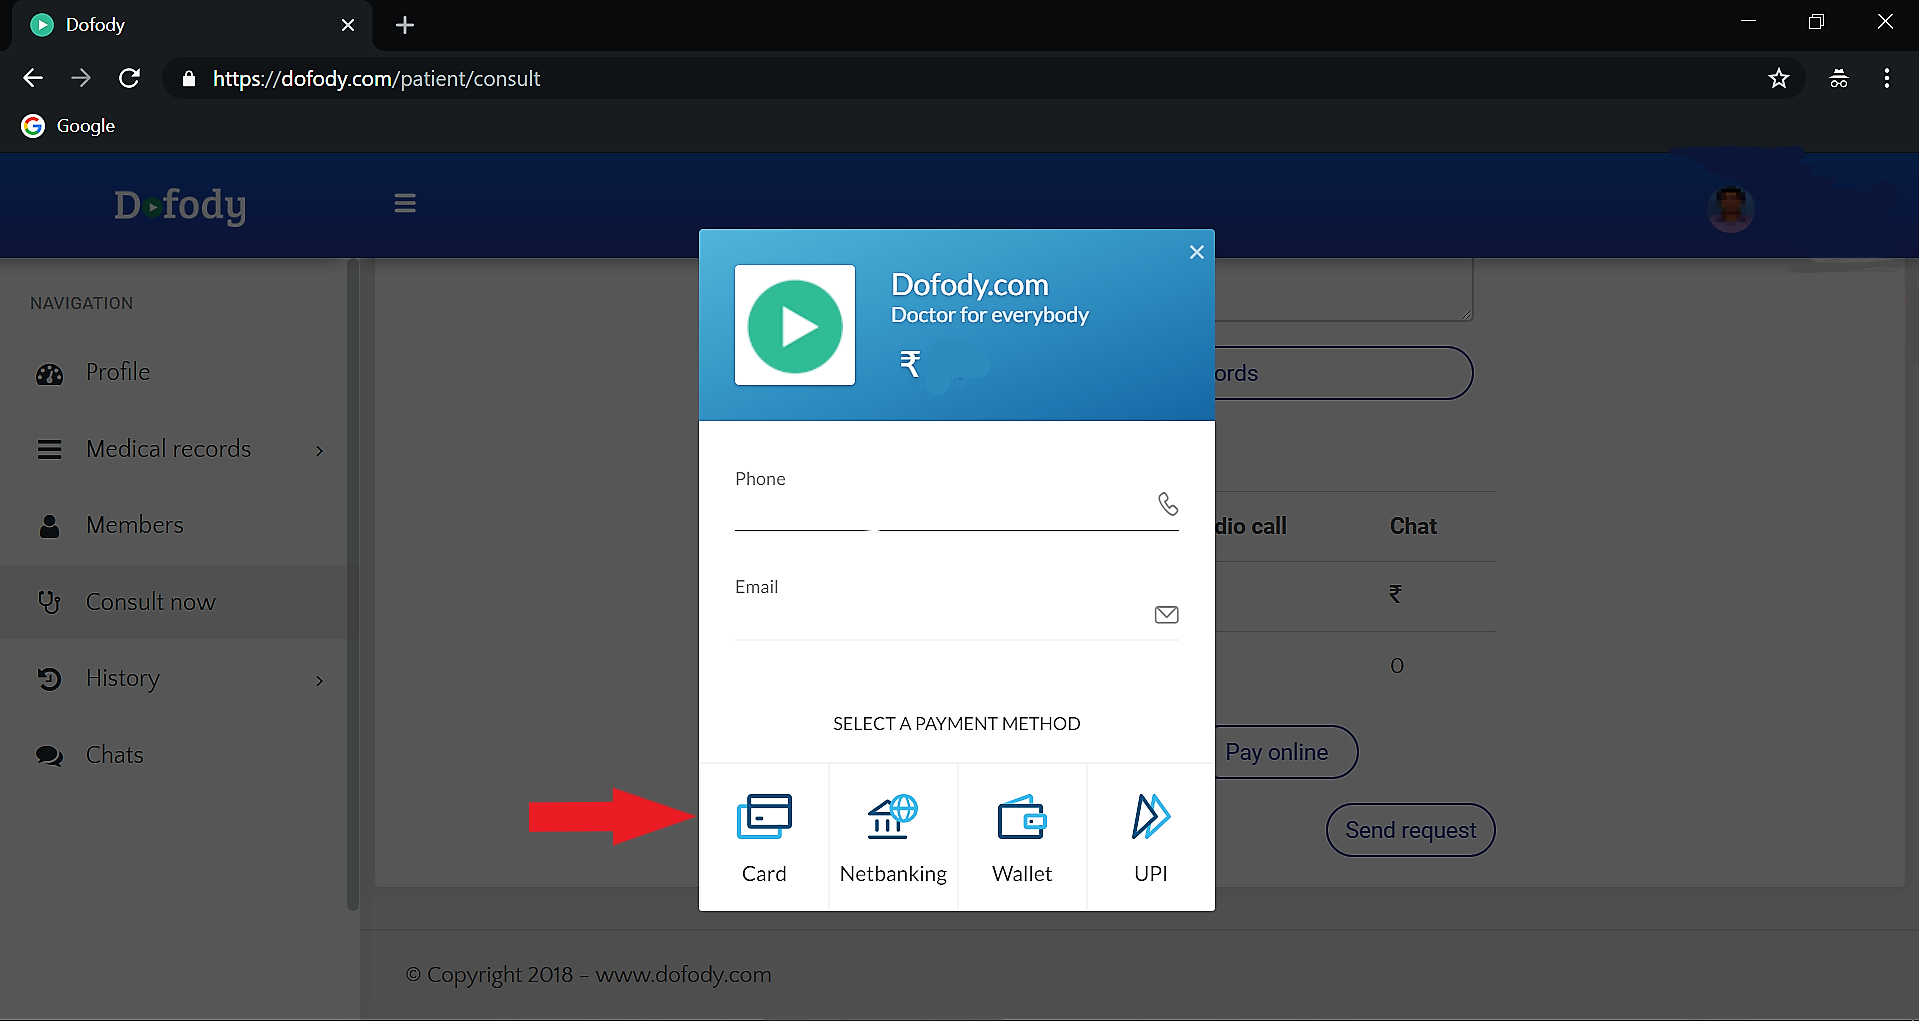 Dofody
https://dofody.com/patient/consult
Google
Dofody
NAVIGATION
Profile
Medical records
Members
Consult now
History
Chats
Dofody.com
Doctor for everybody
₹
Phone
Email
SELECT A PAYMENT METHOD
Card Netbanking Wallet UPI
ords
dio call Chat
₹
0
Pay online
Send request
© Copyright 2018 - www.dofody.com